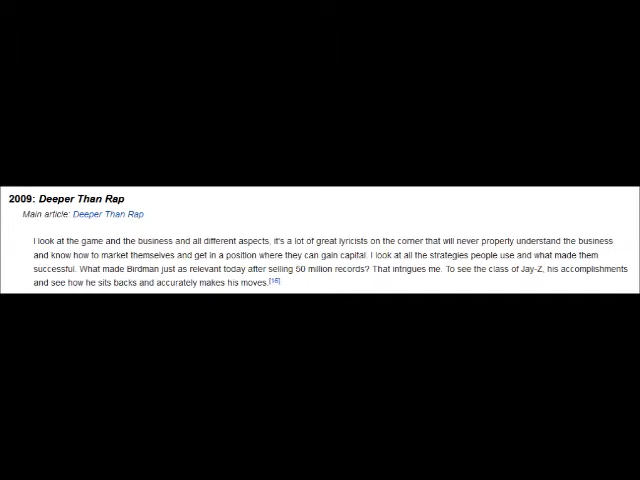 2009: Deeper Than Rap
Main article: Deeper Than Rap
I look at the game and the business and all different aspects, it's a lot of great lyricists on the corner that will never properly understand the business
and know how to market themselves and get in a position where they can gain capital. I look at all the strategies people use and what made them
successful. What made Birdman just as relevant today after selling 50 million records? That intrigues me. To see the class of Jay-Z, his accomplishments
and see how he sits backs and accurately makes his moves.[16]